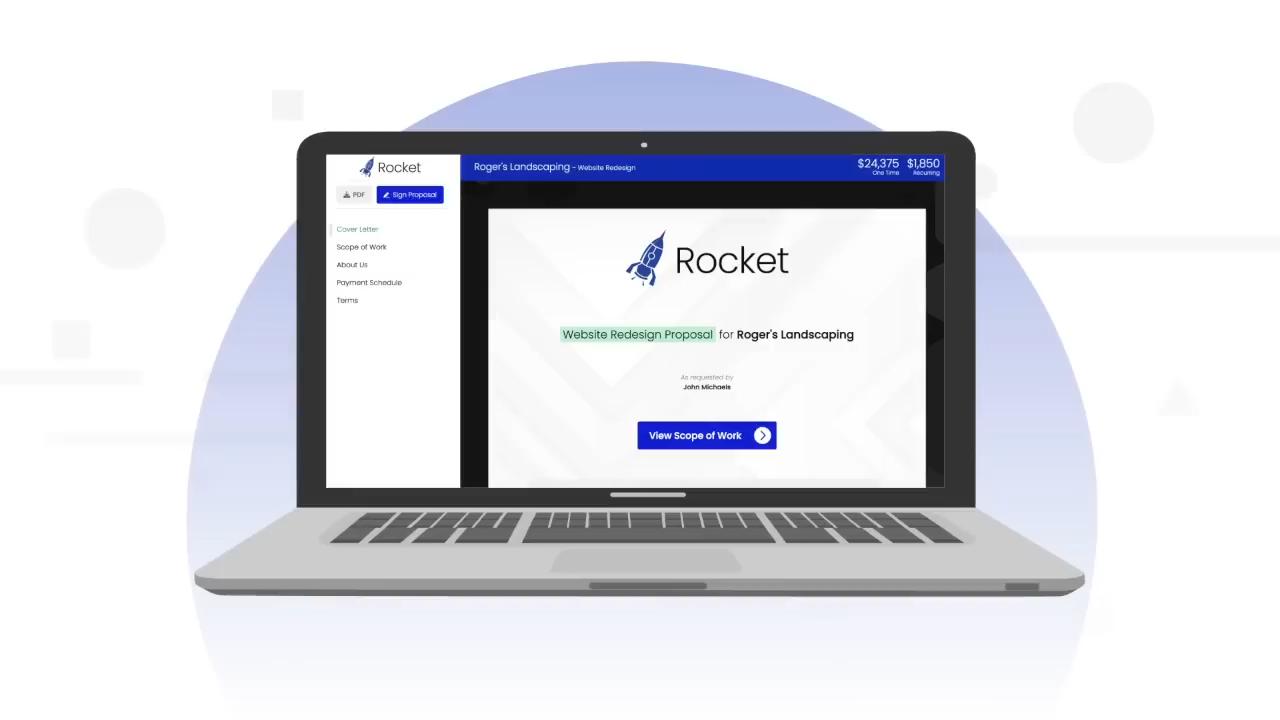 Rocket
PDF
Sign Proposal
Cover Letter
Scope of Work
About Us
Payment Schedule
Terms
Roger's Landscaping - Website Redesign
$24,375
One Time
$1,850
Recurring
Rocket
Website Redesign Proposal for Roger's Landscaping
As requested by
John Michaels
View Scope of Work